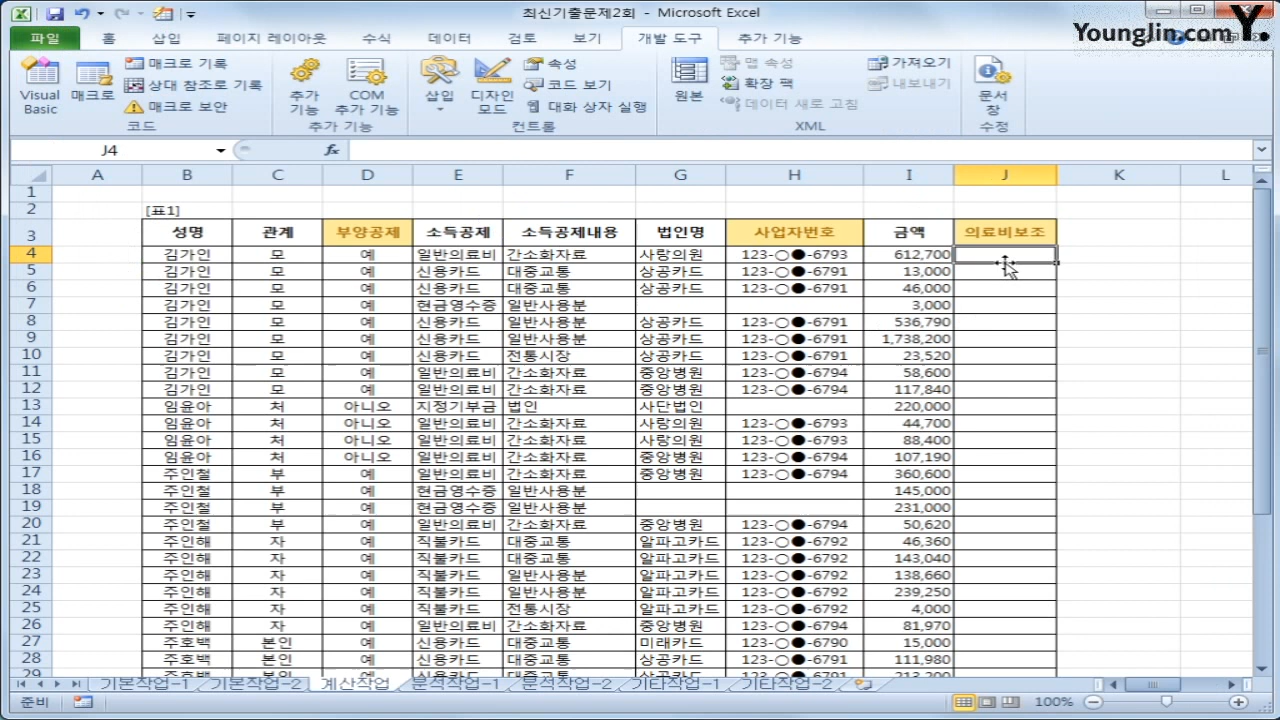 최신기출문제2회 - Microsoft Excel
YoungJin.com Y.
파일 홈 삽입 페이지 레이아웃 수식 데이터 검토 보기 개발 도구 추가 기능
Visual Basic
매크로
매크로 기록
상대 참조로 기록
매크로 보안
코드
추가 기능
COM 추가 기능
추가 기능
삽입
디자인 모드
속성
코드 보기
대화 상자 실행
컨트롤
원본
맵 속성
확장 팩
데이터 새로 고침
가져오기
내보내기
XML
문서 창
수정
J4 fx
A B C D E F G H I J K L
1
2 [표1]
3 성명 관계 부양공제 소득공제 소득공제내용 법인명 사업자번호 금액 의료비보조
4 김가인 모 예 일반의료비 간소화자료 사랑의원 123-○●-6793 612,700
5 김가인 모 예 신용카드 대중교통 상공카드 123-○●-6791 13,000
6 김가인 모 예 신용카드 대중교통 상공카드 123-○●-6791 46,000
7 김가인 모 예 현금영수증 일반사용분 3,000
8 김가인 모 예 신용카드 일반사용분 상공카드 123-○●-6791 536,790
9 김가인 모 예 신용카드 일반사용분 상공카드 123-○●-6791 1,738,200
10 김가인 모 예 신용카드 전통시장 상공카드 123-○●-6791 23,520
11 김가인 모 예 일반의료비 간소화자료 중앙병원 123-○●-6794 58,600
12 김가인 모 예 일반의료비 간소화자료 중앙병원 123-○●-6794 117,840
13 임윤아 처 아니오 지정기부금 법인 사단법인 220,000
14 임윤아 처 아니오 일반의료비 간소화자료 사랑의원 123-○●-6793 44,700
15 임윤아 처 아니오 일반의료비 간소화자료 사랑의원 123-○●-6793 88,400
16 임윤아 처 아니오 일반의료비 간소화자료 중앙병원 123-○●-6794 107,190
17 주인철 부 예 일반의료비 간소화자료 중앙병원 123-○●-6794 360,600
18 주인철 부 예 현금영수증 일반사용분 145,000
19 주인철 부 예 현금영수증 일반사용분 231,000
20 주인철 부 예 일반의료비 간소화자료 중앙병원 123-○●-6794 50,620
21 주인해 자 예 직불카드 대중교통 알파고카드 123-○●-6792 46,360
22 주인해 자 예 직불카드 대중교통 알파고카드 123-○●-6792 143,040
23 주인해 자 예 직불카드 일반사용분 알파고카드 123-○●-6792 138,660
24 주인해 자 예 직불카드 일반사용분 알파고카드 123-○●-6792 239,250
25 주인해 자 예 직불카드 전통시장 알파고카드 123-○●-6792 4,000
26 주인해 자 예 일반의료비 간소화자료 중앙병원 123-○●-6794 81,970
27 주호백 본인 예 신용카드 대중교통 미래카드 123-○●-6790 15,000
28 주호백 본인 예 신용카드 대중교통 상공카드 123-○●-6791 111,980
29
기본작업-1 기본작업-2 계산작업 분석작업-1 분석작업-2 기타작업-1 기타작업-2
준비 100%